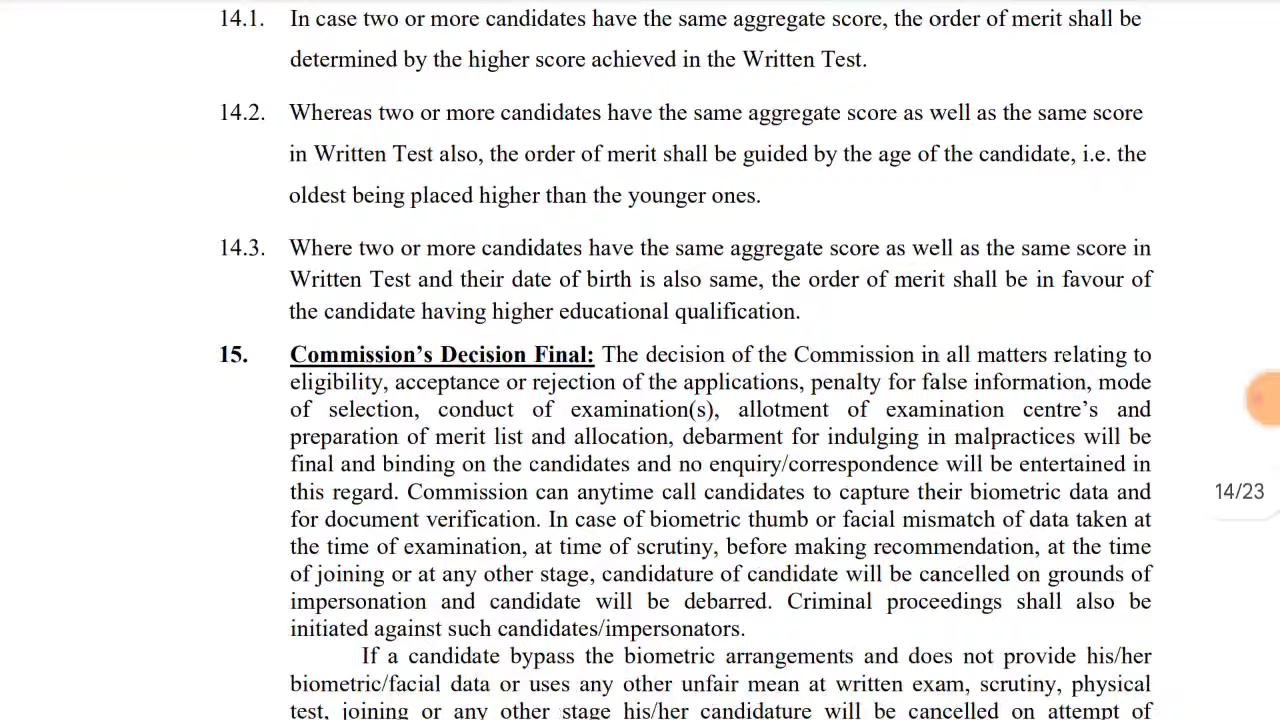 14.1. In case two or more candidates have the same aggregate score, the order of merit shall be
determined by the higher score achieved in the Written Test.
14.2. Whereas two or more candidates have the same aggregate score as well as the same score
in Written Test also, the order of merit shall be guided by the age of the candidate, i.e. the
oldest being placed higher than the younger ones.
14.3. Where two or more candidates have the same aggregate score as well as the same score in
Written Test and their date of birth is also same, the order of merit shall be in favour of
the candidate having higher educational qualification.
15. Commission's Decision Final: The decision of the Commission in all matters relating to
eligibility, acceptance or rejection of the applications, penalty for false information, mode
of selection, conduct of examination(s), allotment of examination centre's and
preparation of merit list and allocation, debarment for indulging in malpractices will be
final and binding on the candidates and no enquiry/correspondence will be entertained in
this regard. Commission can anytime call candidates to capture their biometric data and
for document verification. In case of biometric thumb or facial mismatch of data taken at
the time of examination, at time of scrutiny, before making recommendation, at the time
of joining or at any other stage, candidature of candidate will be cancelled on grounds of
impersonation and candidate will be debarred. Criminal proceedings shall also be
initiated against such candidates/impersonators.
If a candidate bypass the biometric arrangements and does not provide his/her
biometric/facial data or uses any other unfair mean at written exam, scrutiny, physical
test, joining or any other stage his/her candidature will be cancelled on attempt of
14/23